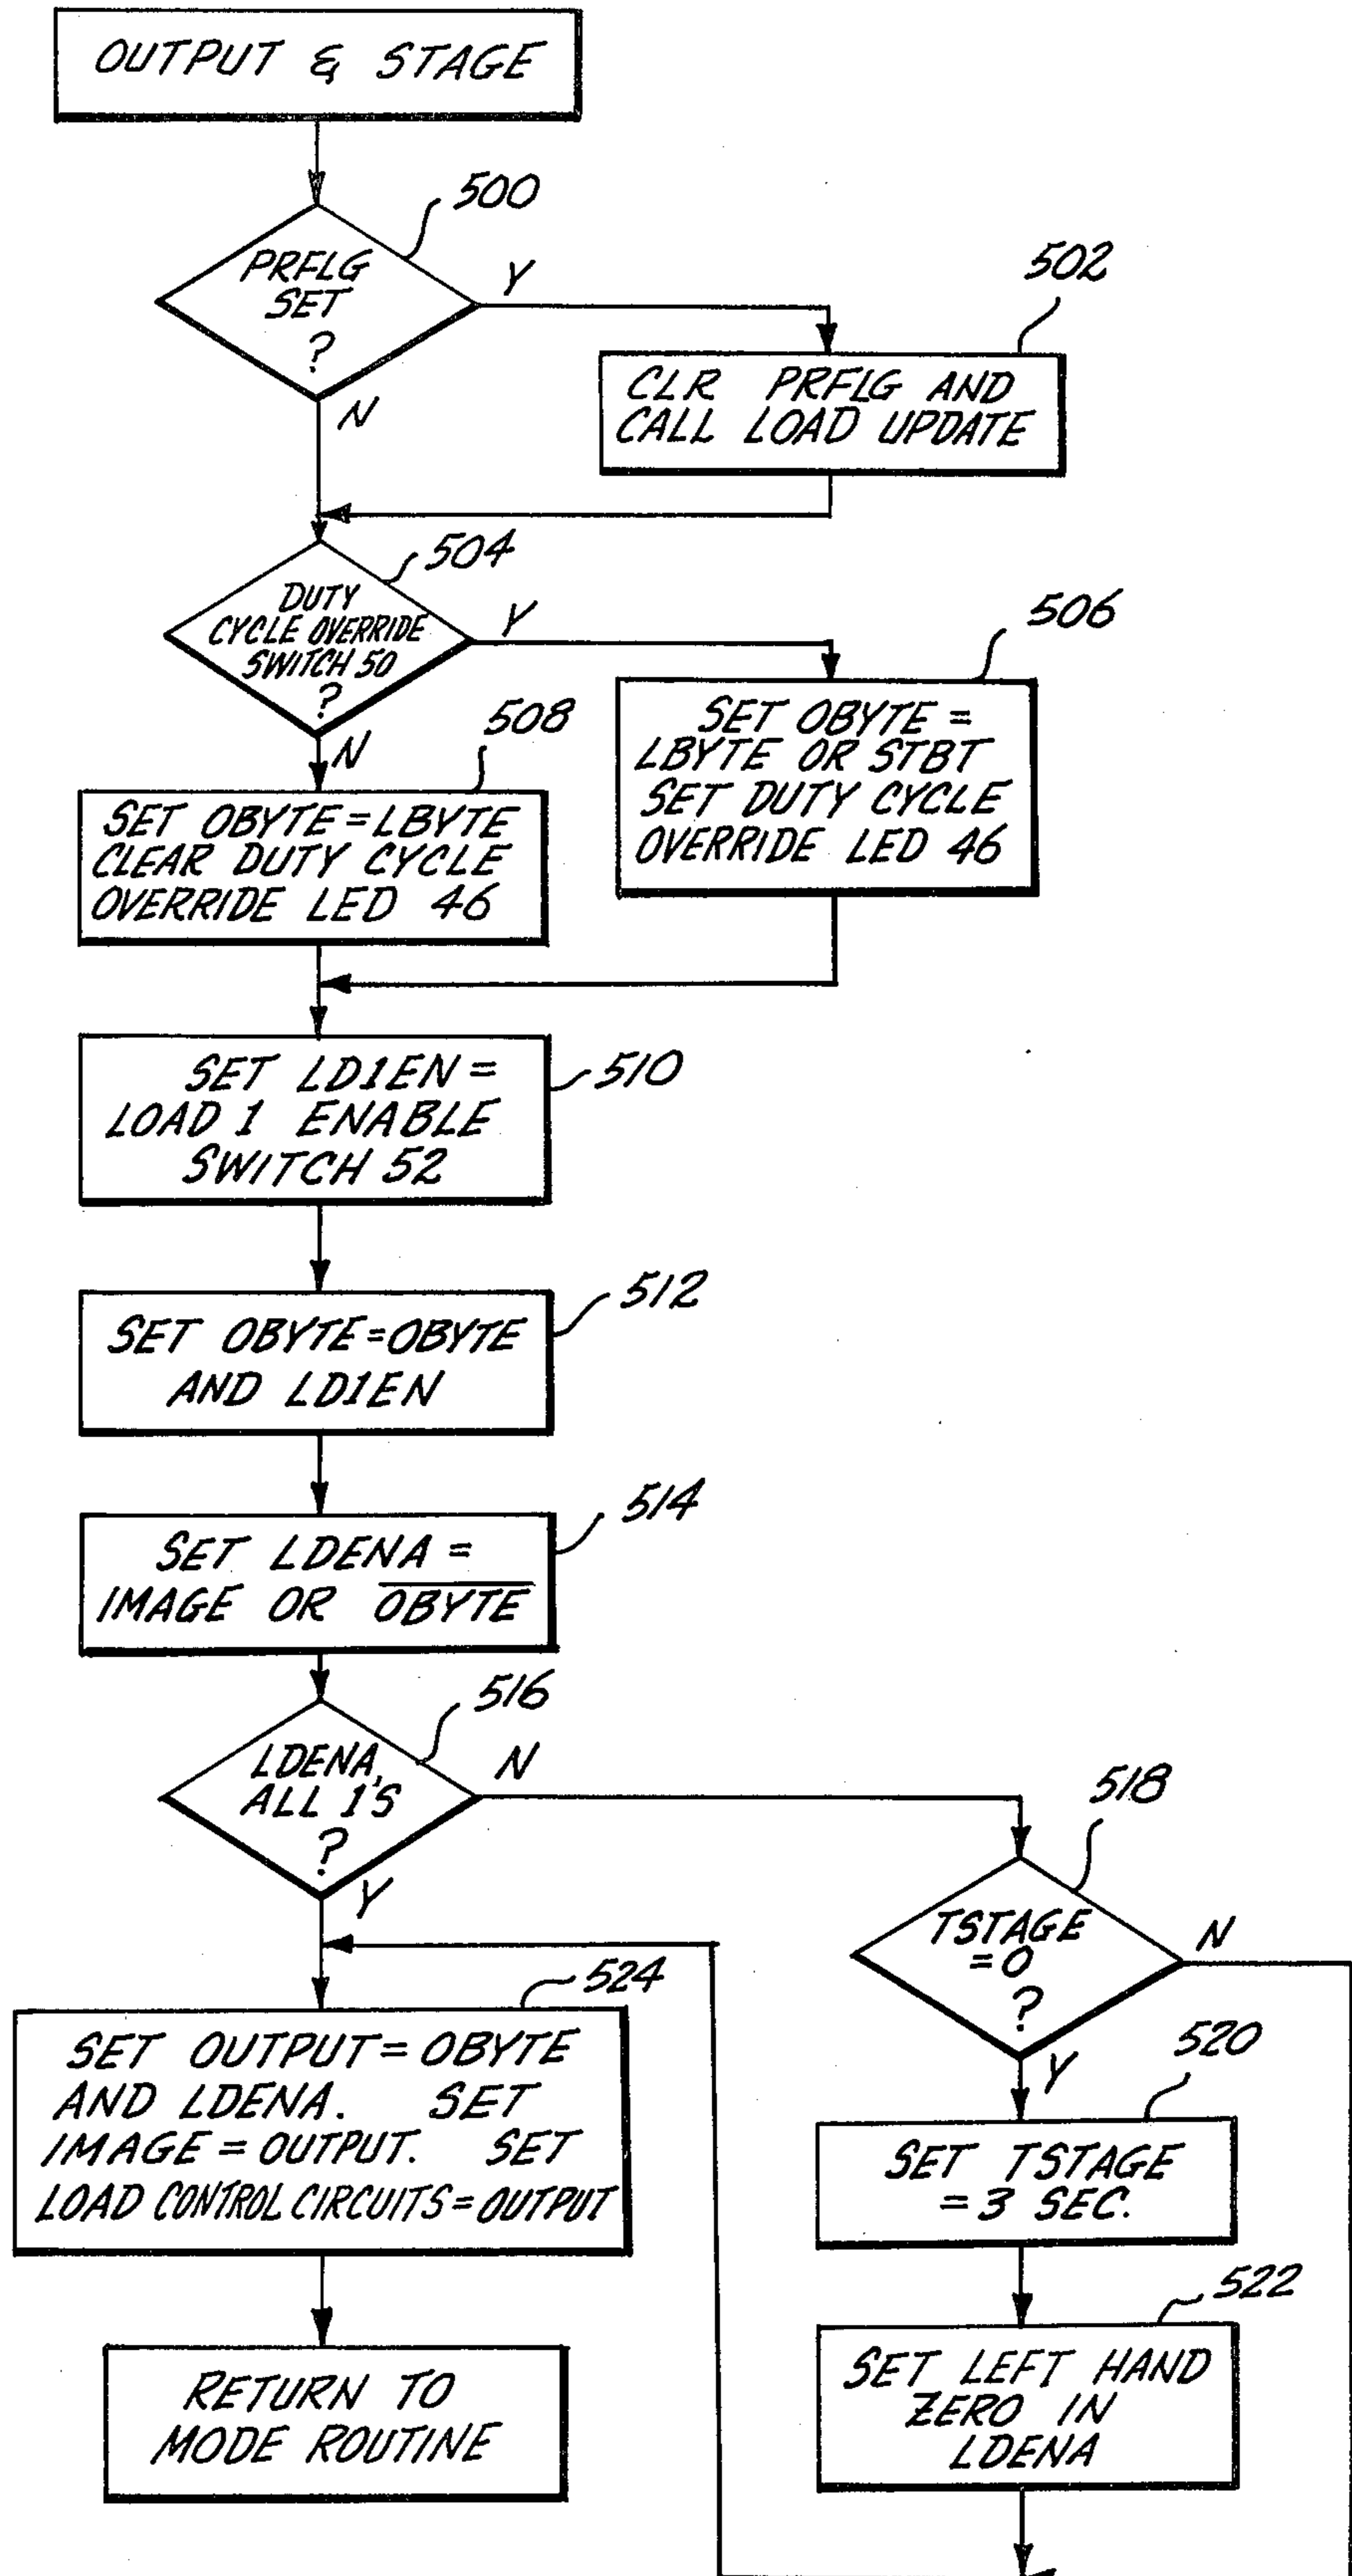 OUTPUT & STAGE
500
PRFLG
SET
?
Y
N
502
CLR PRFLG AND
CALL LOAD UPDATE
504
DUTY
CYCLE OVERRIDE
SWITCH 50
?
Y
N
506
SET OBYTE =
LBYTE OR STBT
SET DUTY CYCLE
OVERRIDE LED 46
508
SET OBYTE = LBYTE
CLEAR DUTY CYCLE
OVERRIDE LED 46
SET LD1EN =
LOAD 1 ENABLE
SWITCH 52
510
SET OBYTE = OBYTE
AND LD1EN
512
SET LDENA =
IMAGE OR O̅B̅Y̅T̅E̅
514
516
LDENA,
ALL 1'S
?
N
Y
518
TSTAGE
= 0
?
N
Y
520
SET TSTAGE
= 3 SEC.
522
SET LEFT HAND
ZERO IN
LDENA
524
SET OUTPUT = OBYTE
AND LDENA. SET
IMAGE = OUTPUT. SET
LOAD CONTROL CIRCUITS = OUTPUT
RETURN TO
MODE ROUTINE